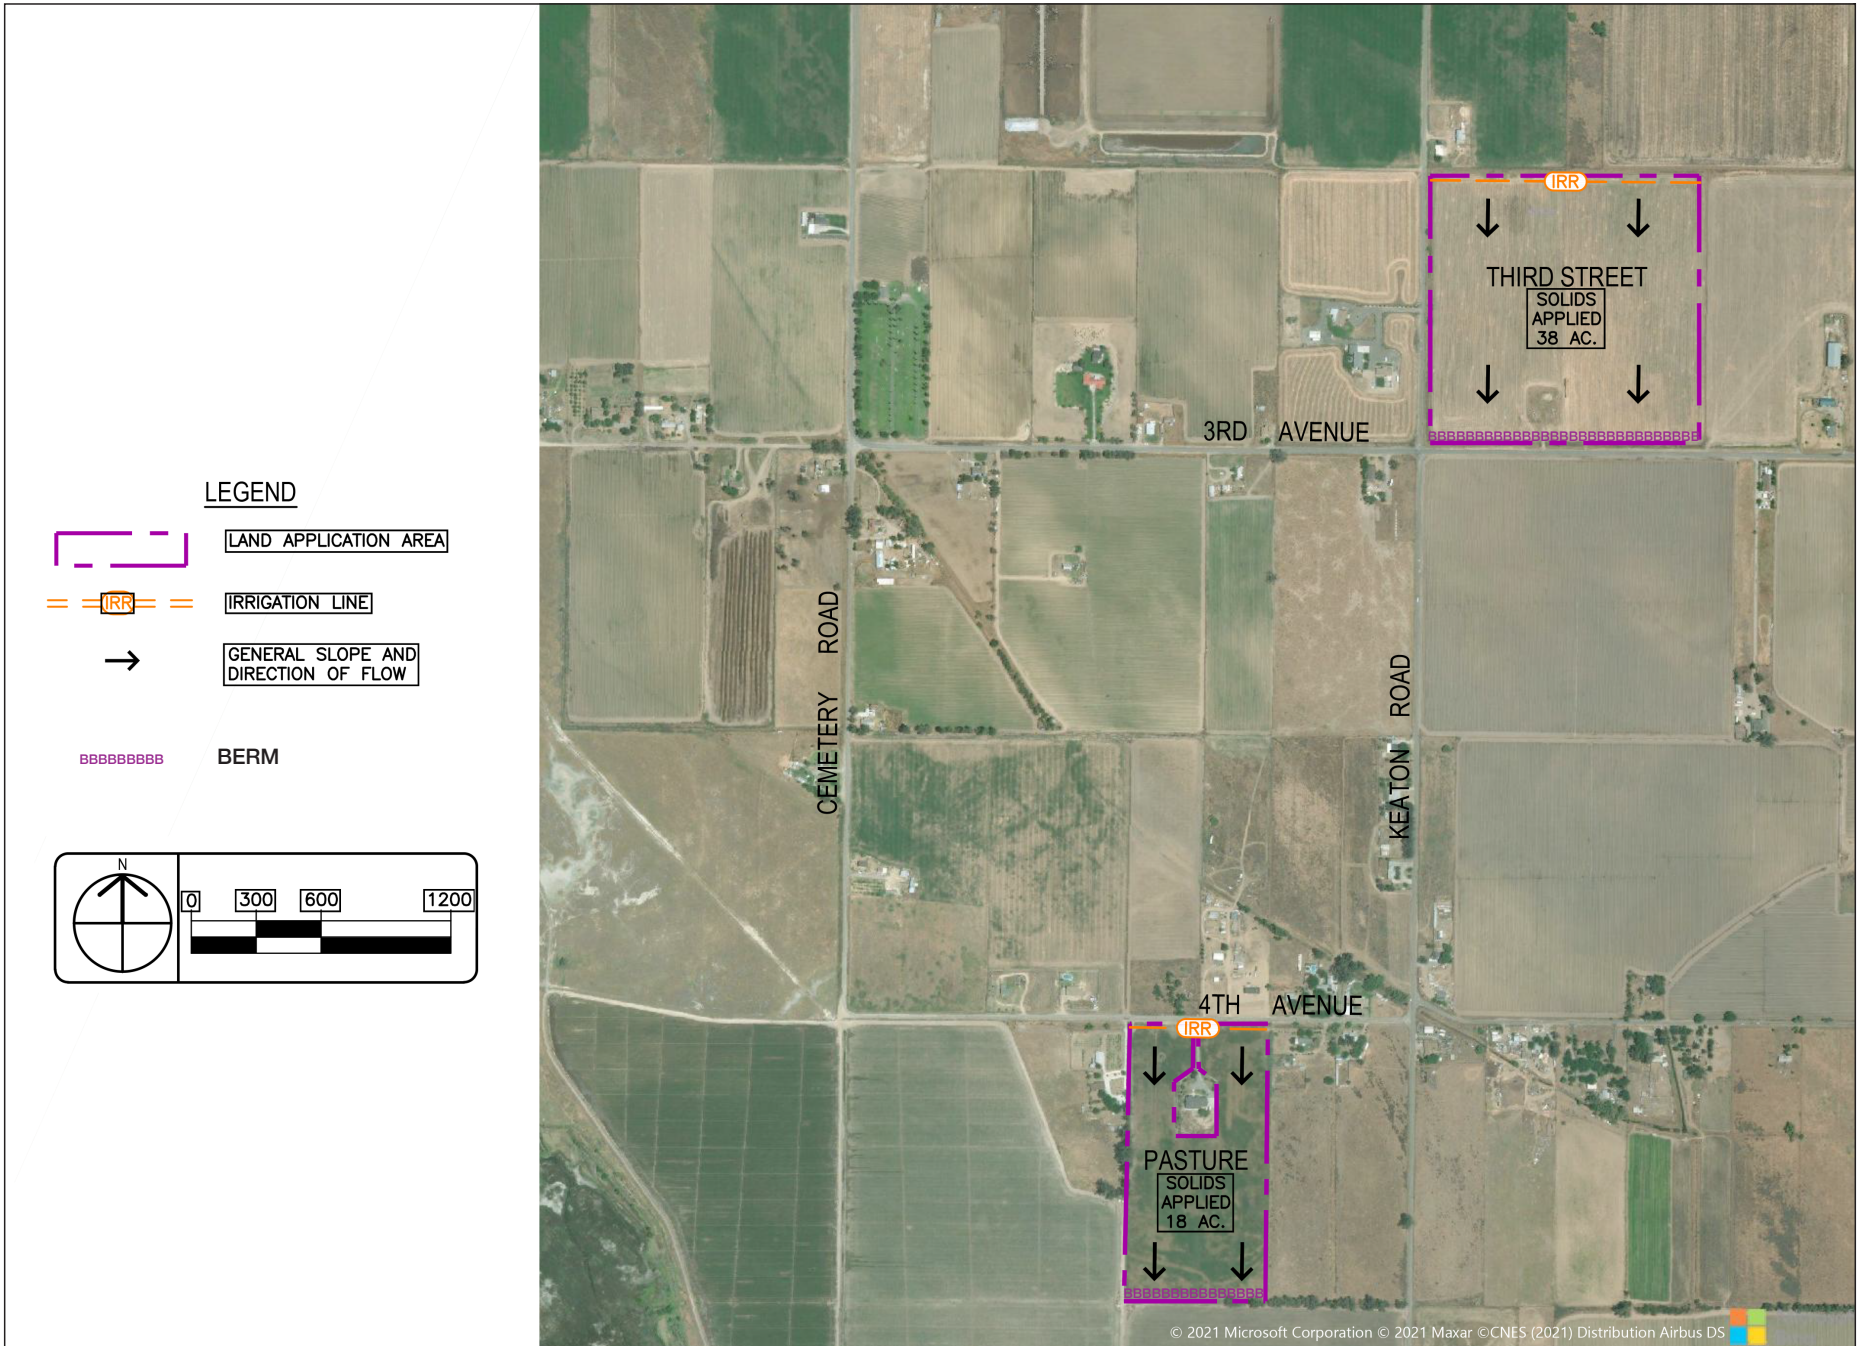 LEGEND
LAND APPLICATION AREA
IRR
IRRIGATION LINE
GENERAL SLOPE AND
DIRECTION OF FLOW
BBBBBBBBB
BERM
N
0
300
600
1200
IRR
THIRD STREET
SOLIDS
APPLIED
38 AC.
BBBBBBBBBBBBBBBBBBBBBBBBBBBBB
3RD AVENUE
CEMETERY ROAD
KEATON ROAD
4TH AVENUE
IRR
PASTURE
SOLIDS
APPLIED
18 AC.
BBBBBBBBBBBBBBB
© 2021 Microsoft Corporation © 2021 Maxar ©CNES (2021) Distribution Airbus DS